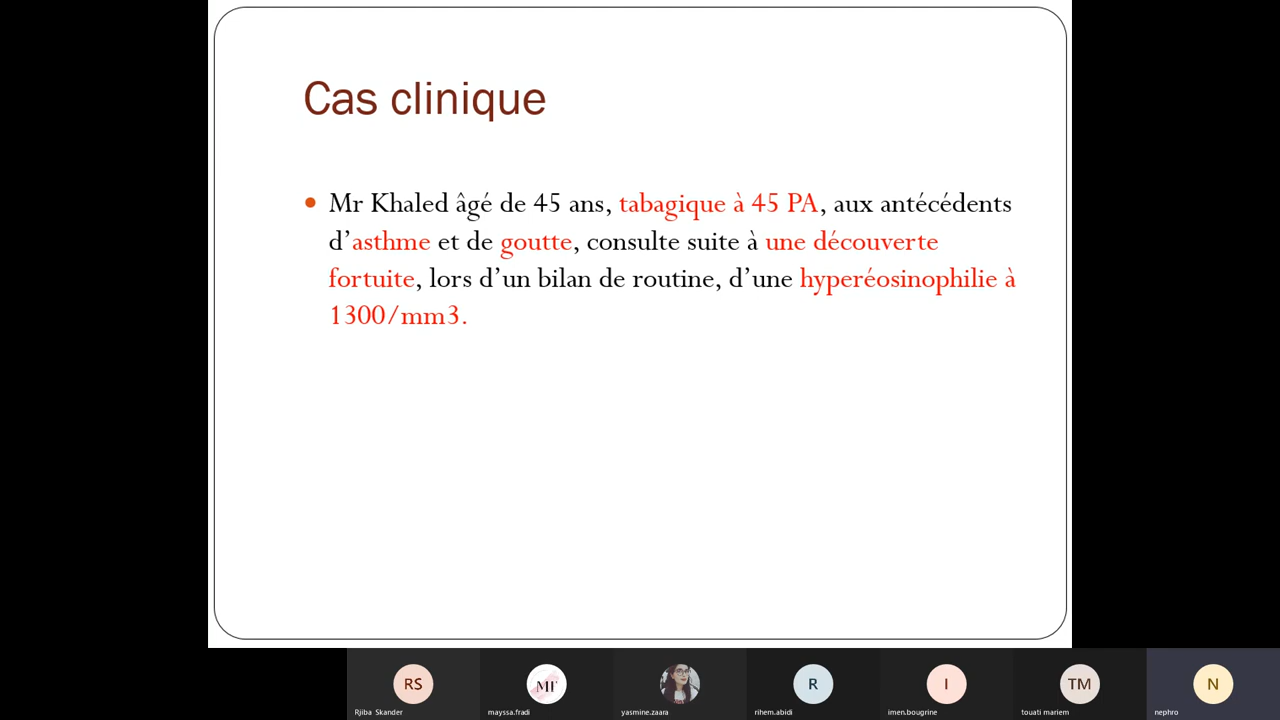 Cas clinique
• Mr Khaled âgé de 45 ans, tabagique à 45 PA, aux antécédents
d’asthme et de goutte, consulte suite à une découverte
fortuite, lors d’un bilan de routine, d’une hyperéosinophilie à
1300/mm3.
RS MF R I TM N
Rjiba Skander mayssa.fradi yasmine.zaara rihem.abidi imen.bougrine touati mariem nephro